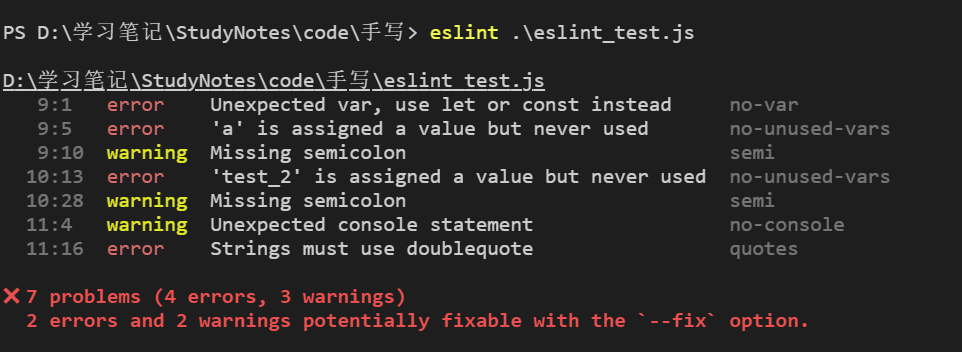 PS D:\学习笔记\StudyNotes\code\手写> eslint .\eslint_test.js
D:\学习笔记\StudyNotes\code\手写\eslint_test.js
9:1 error Unexpected var, use let or const instead no-var
9:5 error 'a' is assigned a value but never used no-unused-vars
9:10 warning Missing semicolon semi
10:13 error 'test_2' is assigned a value but never used no-unused-vars
10:28 warning Missing semicolon semi
11:4 warning Unexpected console statement no-console
11:16 error Strings must use doublequote quotes
✖ 7 problems (4 errors, 3 warnings)
2 errors and 2 warnings potentially fixable with the `--fix` option.